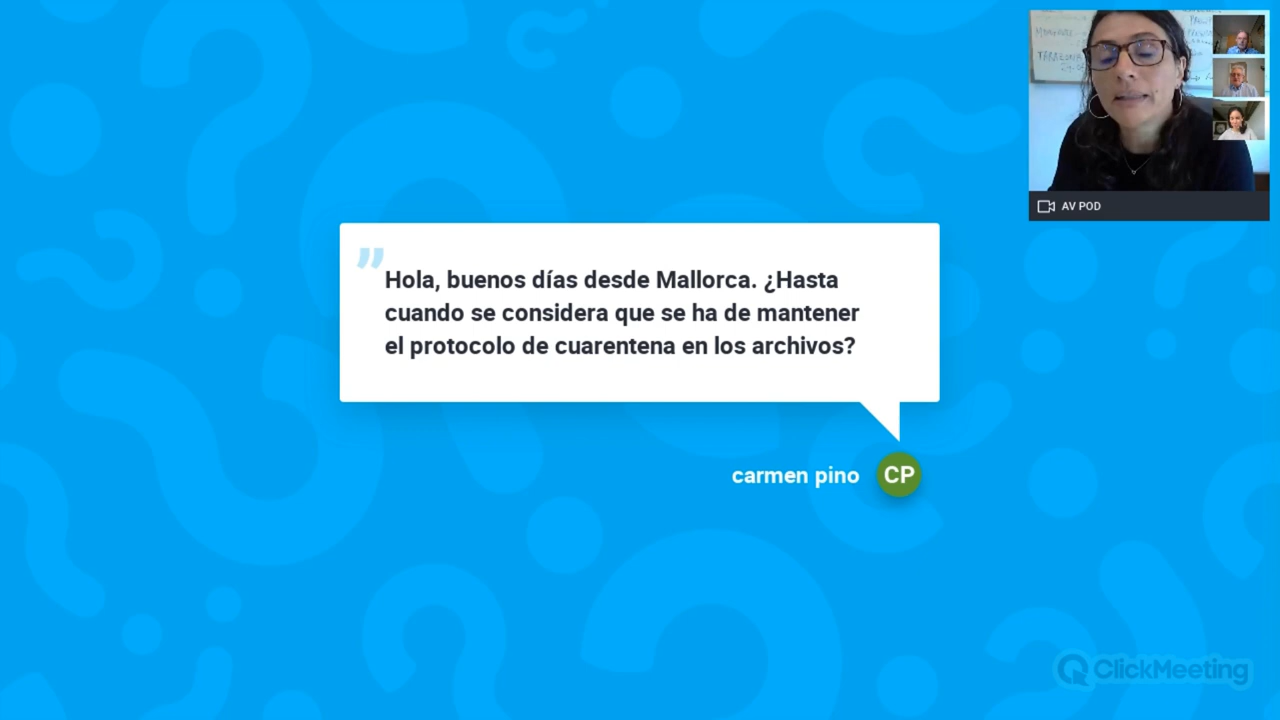 AV POD
Hola, buenos días desde Mallorca. ¿Hasta
cuando se considera que se ha de mantener
el protocolo de cuarentena en los archivos?
carmen pino
CP
ClickMeeting